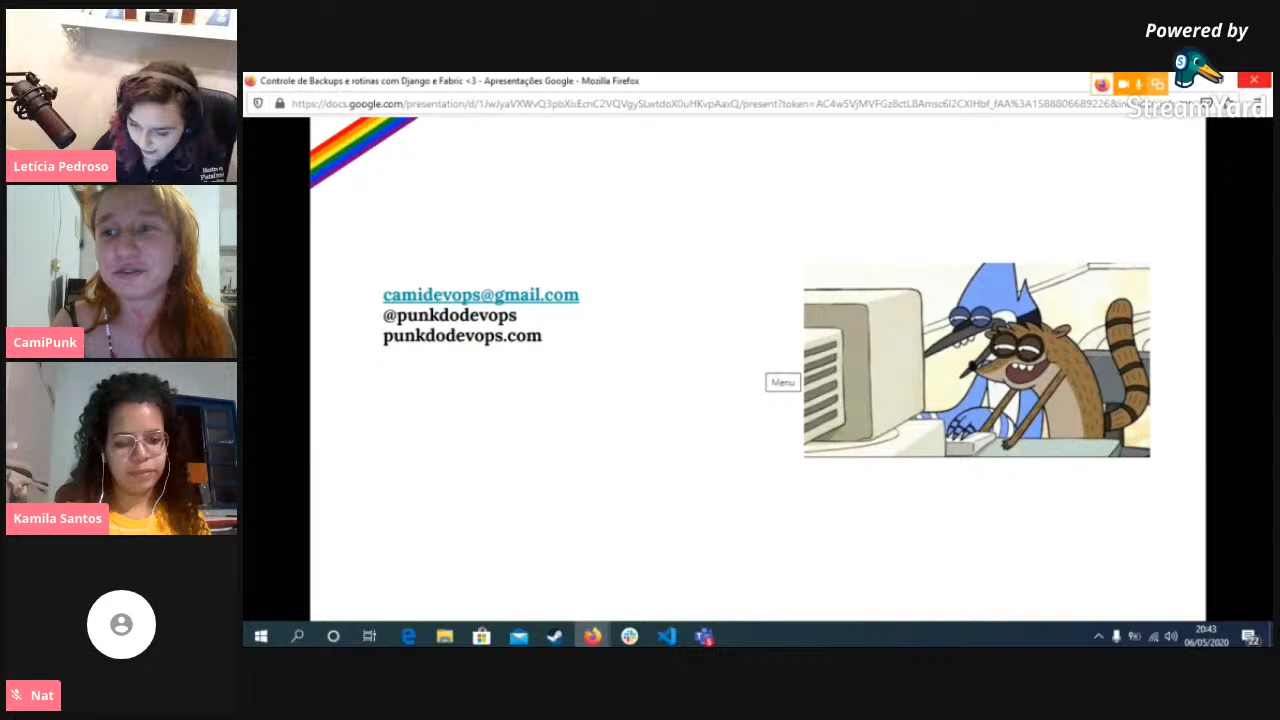 Powered by
StreamYard
Controle de Backups e rotinas com Django e Fabric <3 - Apresentações Google - Mozilla Firefox
camidevops@gmail.com
@punkdodevops
punkdodevops.com
Menu
Letícia Pedroso
CamiPunk
Kamila Santos
Nat
20:43
06/05/2020
22